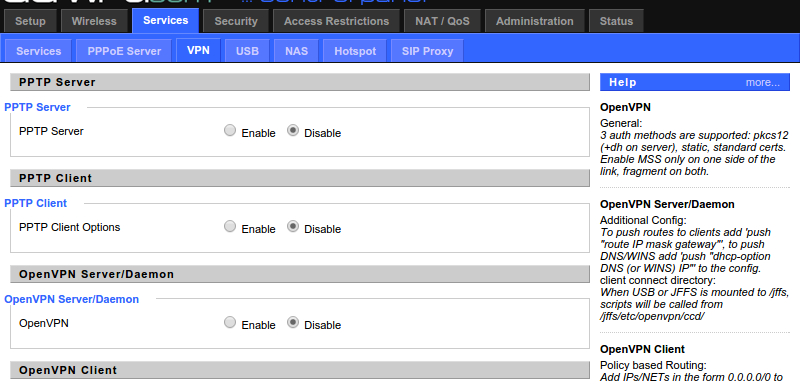 ... control panel
Setup Wireless Services Security Access Restrictions NAT / QoS Administration Status
Services PPPoE Server VPN USB NAS Hotspot SIP Proxy
PPTP Server
PPTP Server
PPTP Server Enable Disable
PPTP Client
PPTP Client
PPTP Client Options Enable Disable
OpenVPN Server/Daemon
OpenVPN Server/Daemon
OpenVPN Enable Disable
OpenVPN Client
Help more...
OpenVPN
General:
3 auth methods are supported: pkcs12
(+dh on server), static, standard certs.
Enable MSS only on one side of the
link, fragment on both.
OpenVPN Server/Daemon
Additional Config:
To push routes to clients add 'push
"route IP mask gateway"', to push
DNS/WINS add 'push "dhcp-option
DNS (or WINS) IP"' to the config.
client connect directory:
When USB or JFFS is mounted to /jffs,
scripts will be called from
/jffs/etc/openvpn/ccd/
OpenVPN Client
Policy based Routing:
Add IPs/NETs in the form 0.0.0.0/0 to